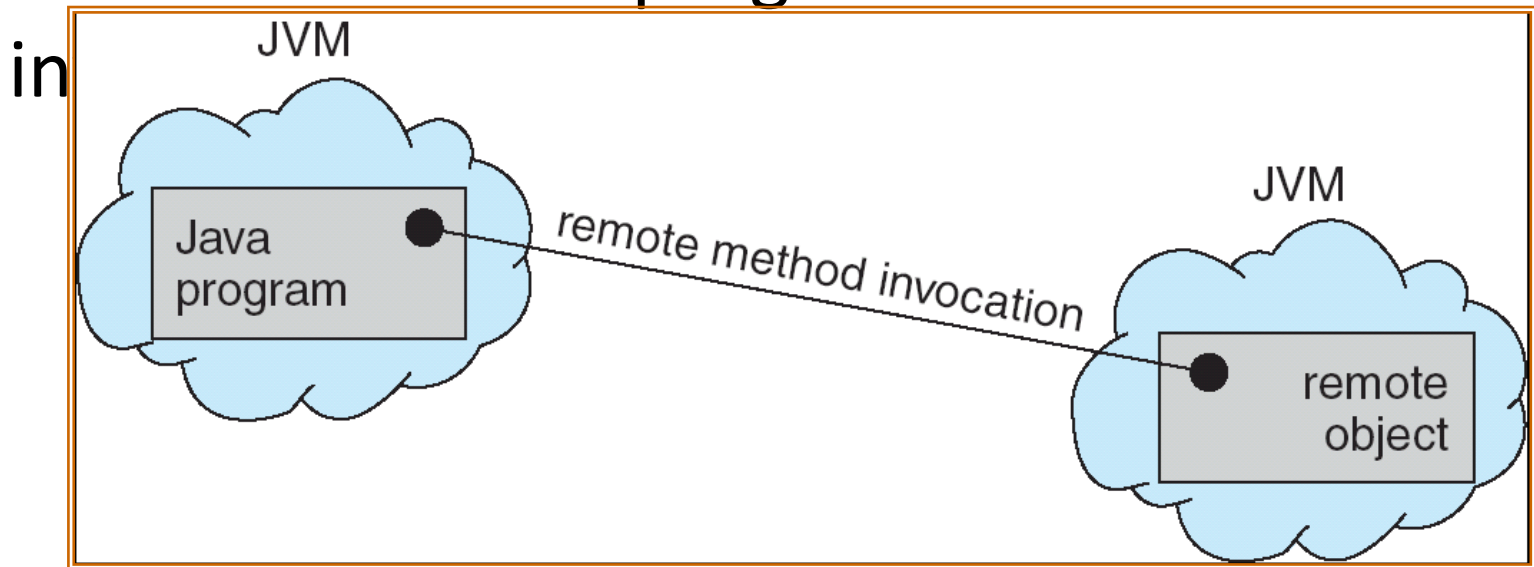 in
JVM
JVM
Java
program
remote method invocation
remote
object